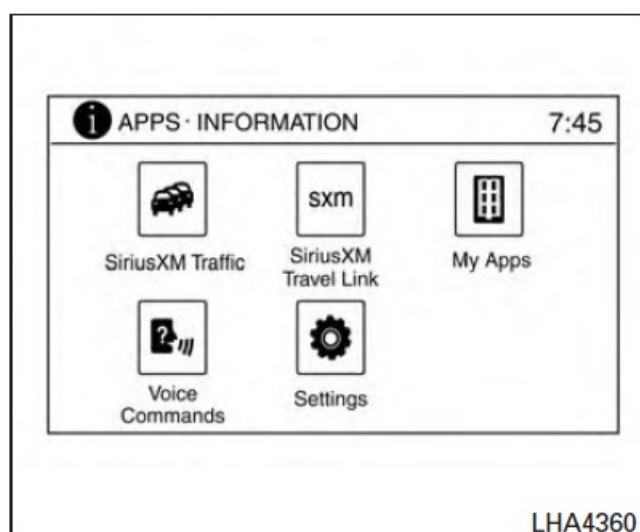 i APPS · INFORMATION 7:45
sxm
SiriusXM Traffic
SiriusXM
Travel Link
My Apps
?
Voice
Commands
Settings
LHA4360